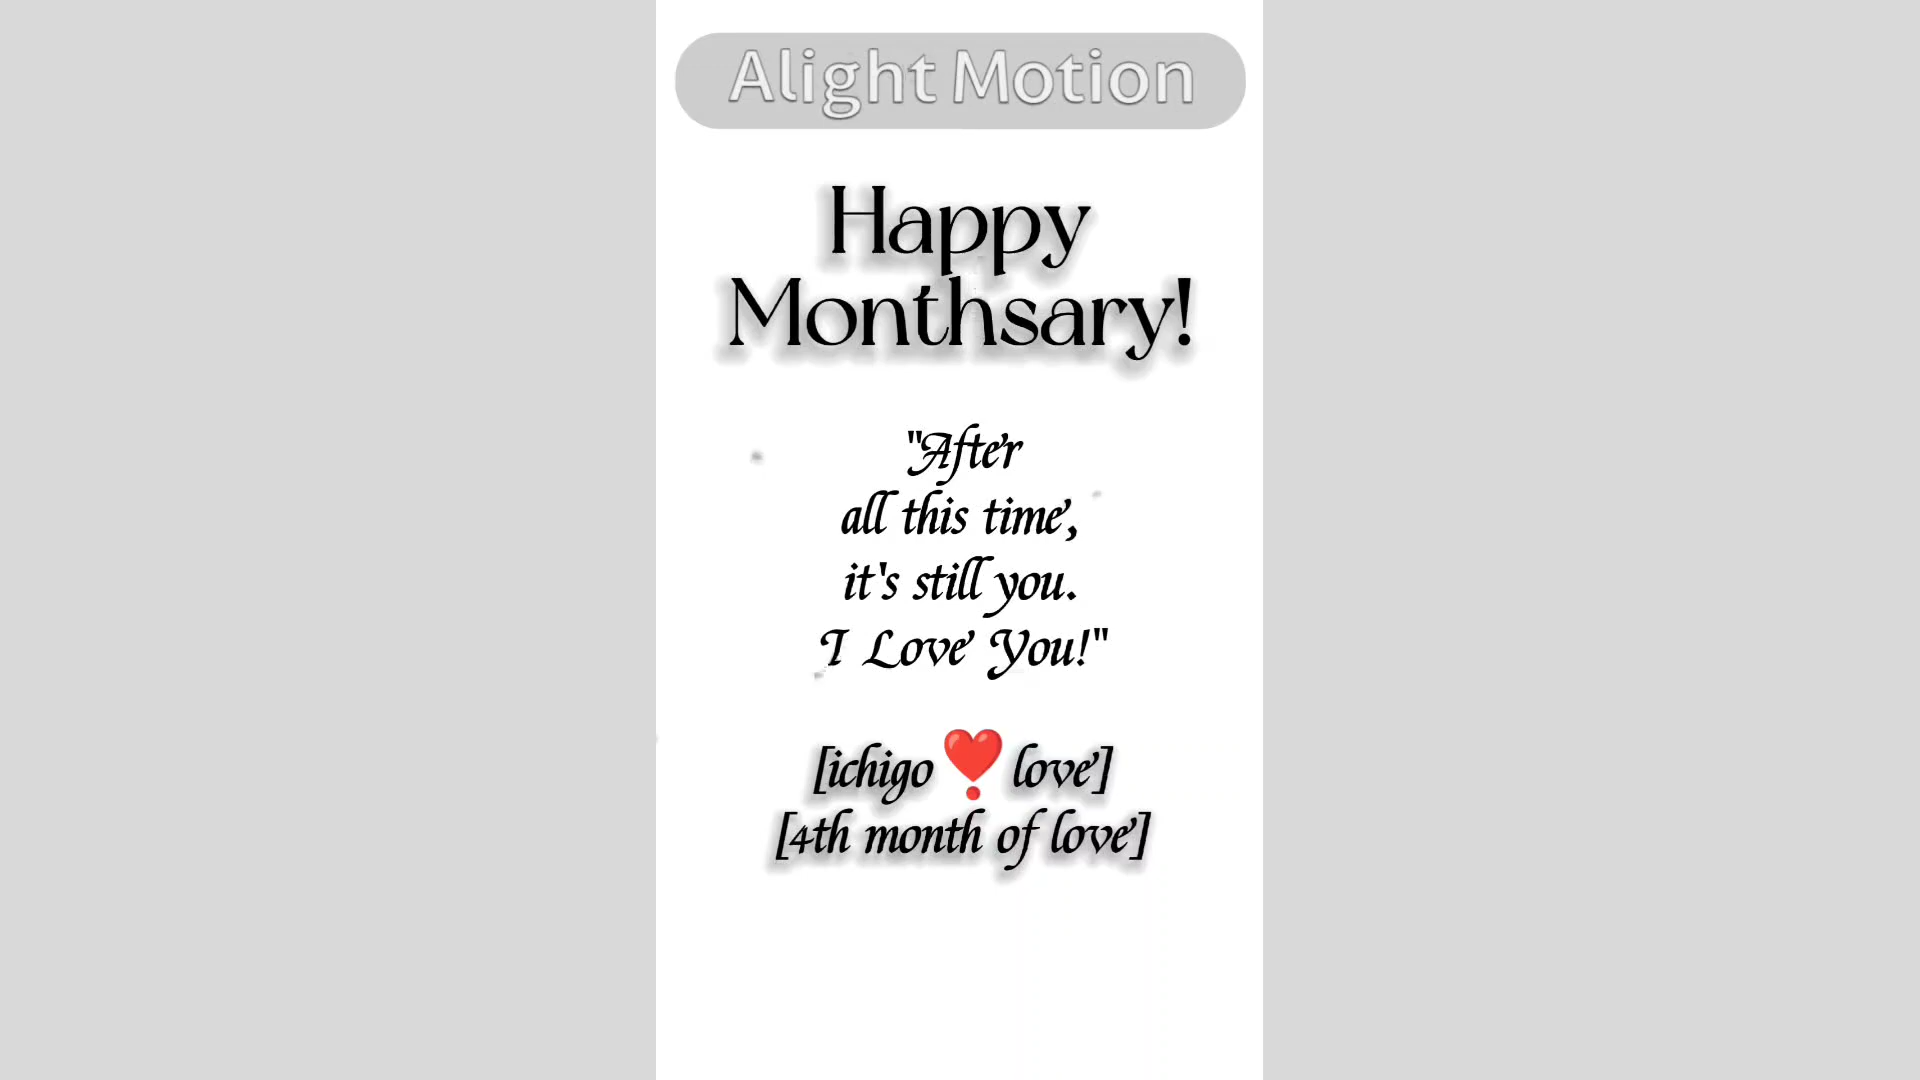 Alight Motion
Happy
Monthsary!
"After
all this time,
it's still you.
I Love You!"
[ichigo❣️love]
[4th month of love]